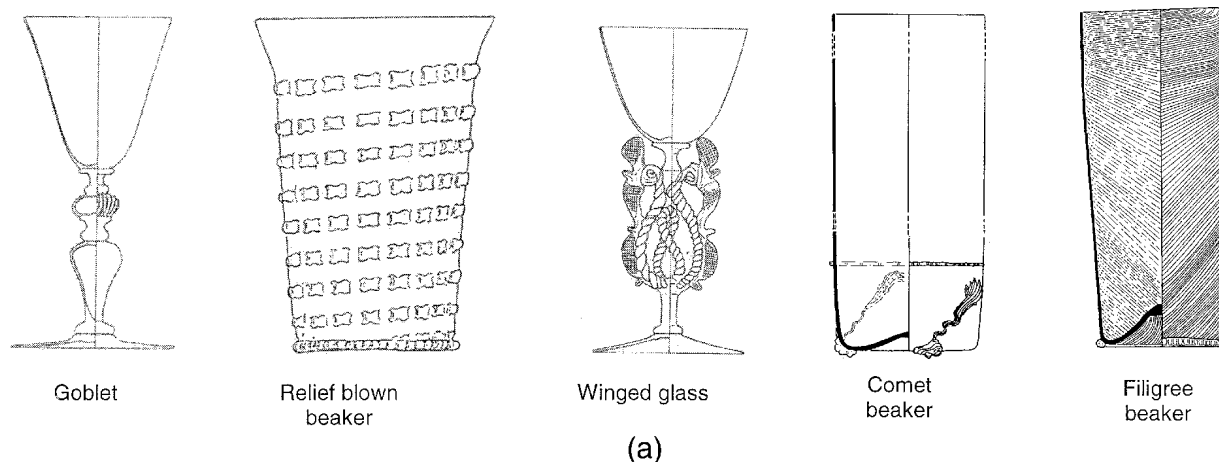 Goblet
Relief blown
beaker
Winged glass
Comet
beaker
Filigree
beaker
(a)